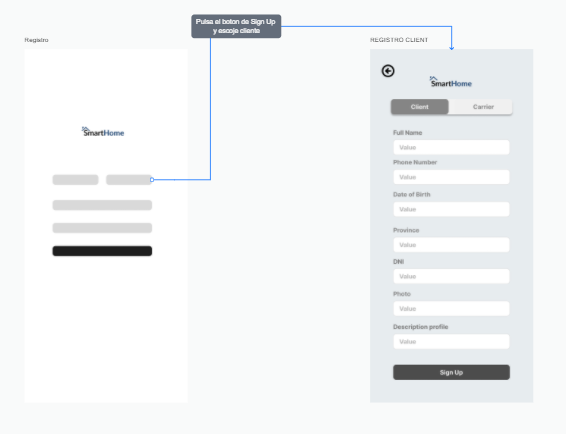 Pulsa el boton de Sign Up
y escoje cliente
Registro
SmartHome
REGISTRO CLIENT
SmartHome
Client
Carrier
Full Name
Value
Phone Number
Value
Date of Birth
Value
Province
Value
DNI
Value
Photo
Value
Description profile
Value
Sign Up